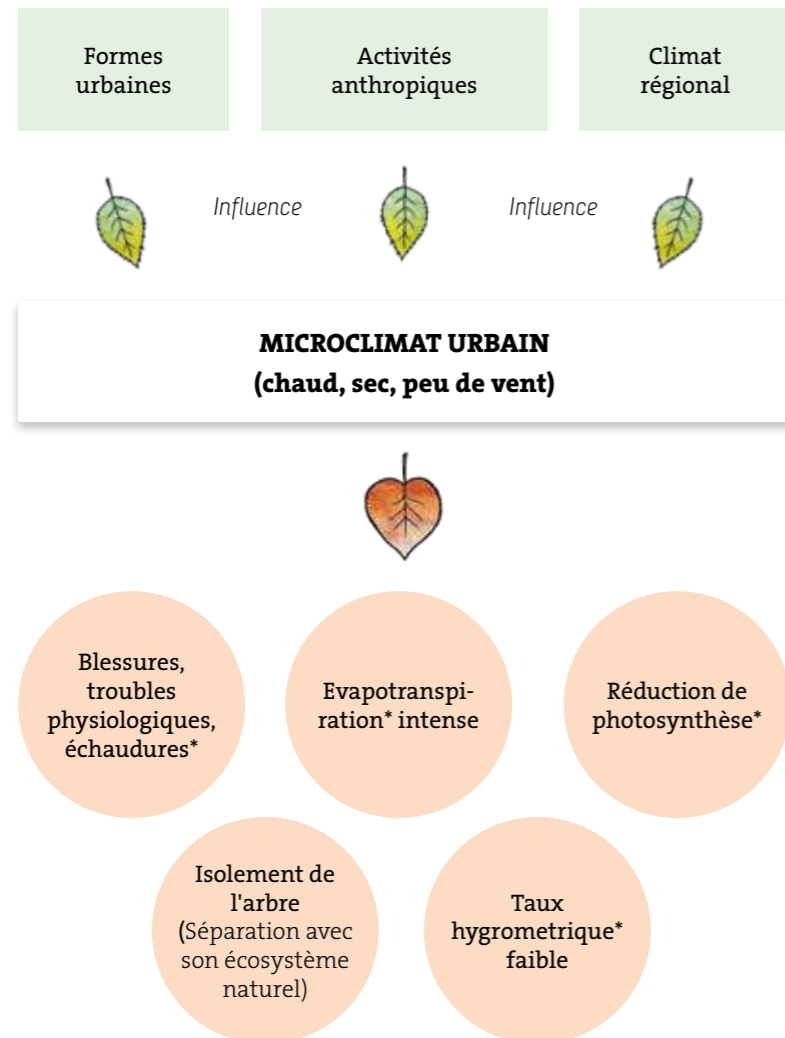 Formes
urbaines
Activités
anthropiques
Climat
régional
Influence
Influence
MICROCLIMAT URBAIN
(chaud, sec, peu de vent)
Blessures,
troubles
physiologiques,
échaudures*
Evapotranspi-
ration* intense
Réduction de
photosynthèse*
Isolement de
l'arbre
(Séparation avec
son écosystème
naturel)
Taux
hygrometrique*
faible